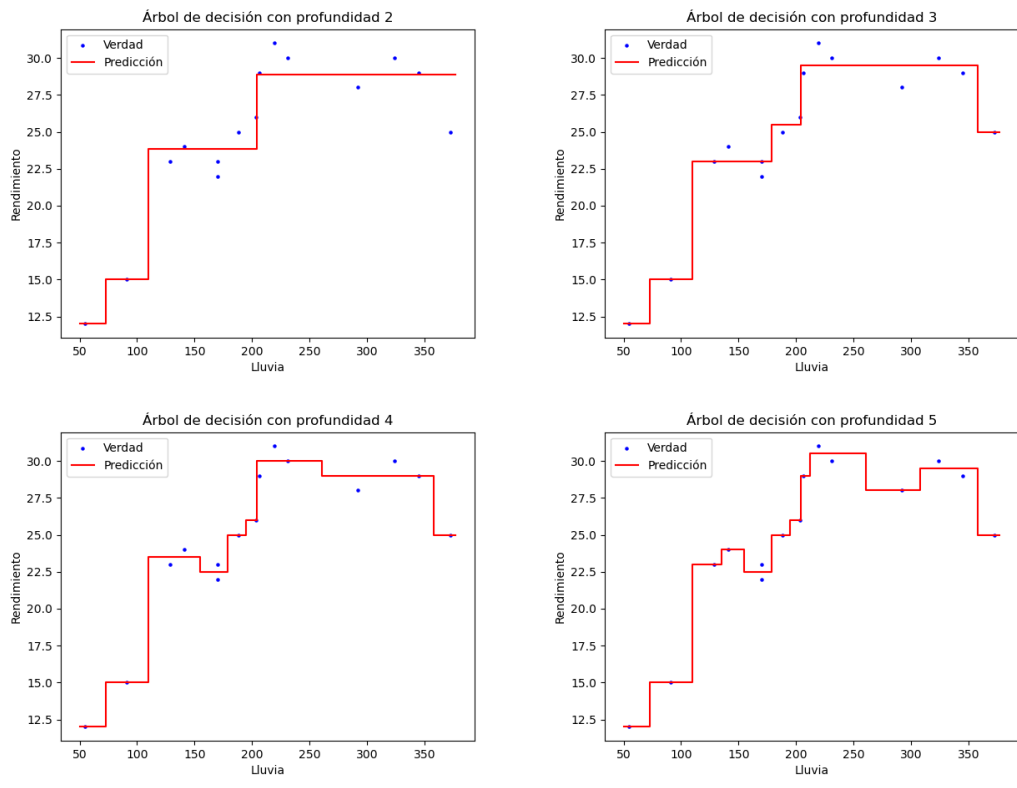 Árbol de decisión con profundidad 2
Verdad
Predicción
30.0
27.5
25.0
22.5
20.0
17.5
15.0
12.5
Rendimiento
50 100 150 200 250 300 350
Lluvia
Árbol de decisión con profundidad 3
Verdad
Predicción
30.0
27.5
25.0
22.5
20.0
17.5
15.0
12.5
Rendimiento
50 100 150 200 250 300 350
Lluvia
Árbol de decisión con profundidad 4
Verdad
Predicción
30.0
27.5
25.0
22.5
20.0
17.5
15.0
12.5
Rendimiento
50 100 150 200 250 300 350
Lluvia
Árbol de decisión con profundidad 5
Verdad
Predicción
30.0
27.5
25.0
22.5
20.0
17.5
15.0
12.5
Rendimiento
50 100 150 200 250 300 350
Lluvia